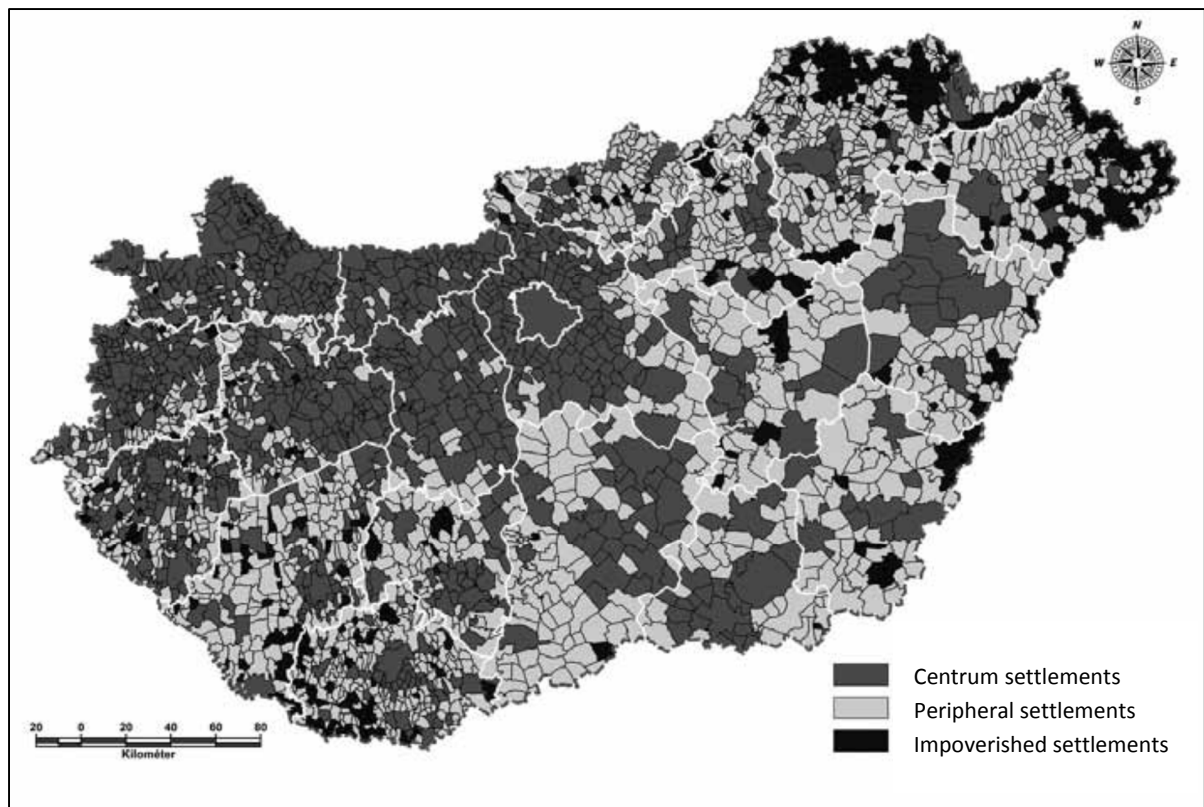 N
W E
S
Centrum settlements
Peripheral settlements
Impoverished settlements
20 0 20 40 60 80
Kilométer